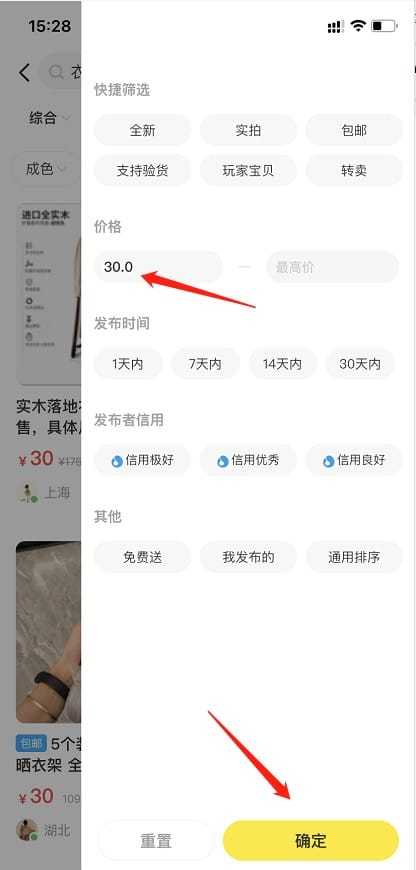 15:28
衣
综合
成色
快捷筛选
全新 实拍 包邮
支持验货 玩家宝贝 转卖
价格
30.0 — 最高价
发布时间
1天内 7天内 14天内 30天内
发布者信用
信用极好 信用优秀 信用良好
其他
免费送 我发布的 通用排序
进口全实木
实木落地
售，具体
¥30
上海
包邮 5个
晒衣架 全
¥30 109
湖北
重置 确定